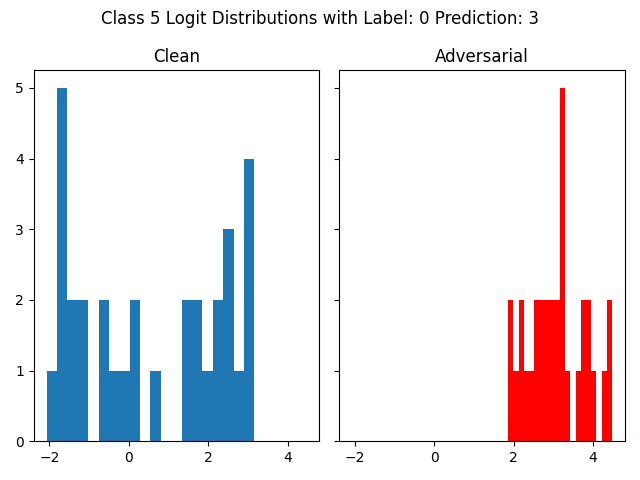 Class 5 Logit Distributions with Label: 0 Prediction: 3
Clean
Adversarial
5
4
3
2
1
0
−2 0 2 4
−2 0 2 4